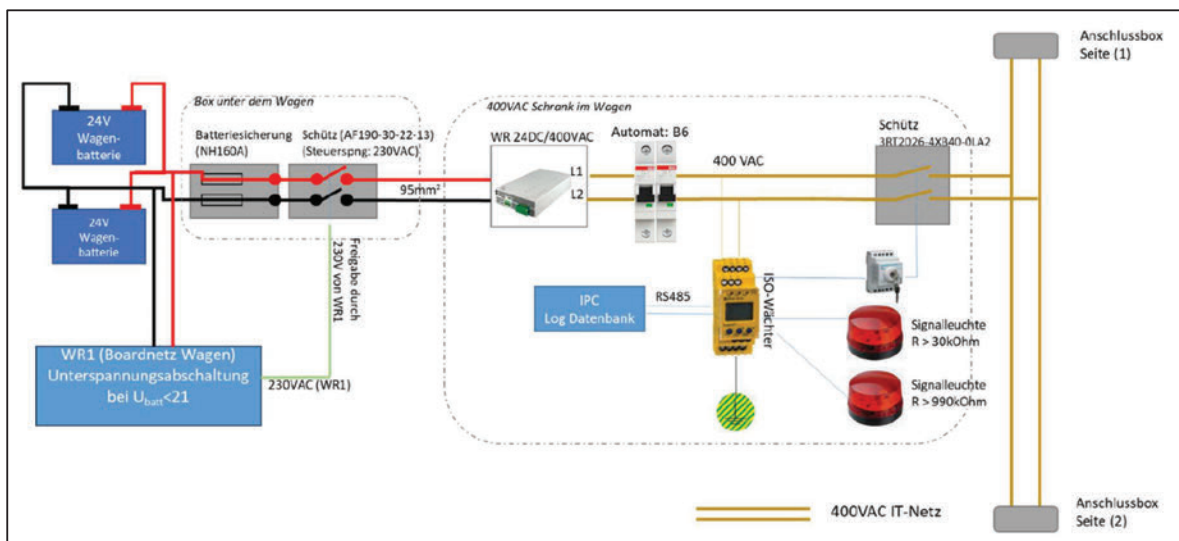 Anschlussbox
Seite (1)
Box unter dem Wagen
400VAC Schrank im Wagen
24V
Wagen-
batterie
Batteriesicherung
(NH160A)
Schütz (AF190-30-22-13)
(Steuerspng: 230VAC)
95mm²
WR 24DC/400VAC
L1
L2
Automat: B6
400 VAC
Schütz
3RT2026-4XB40-0LA2
24V
Wagen-
batterie
Freigabe durch
230V von WR1
ISO-Wächter
IPC
Log Datenbank
RS485
Signalleuchte
R > 30kOhm
Signalleuchte
R > 990kOhm
WR1 (Boardnetz Wagen)
Unterspannungsabschaltung
bei Ubatt<21
230VAC (WR1)
400VAC IT-Netz
Anschlussbox
Seite (2)